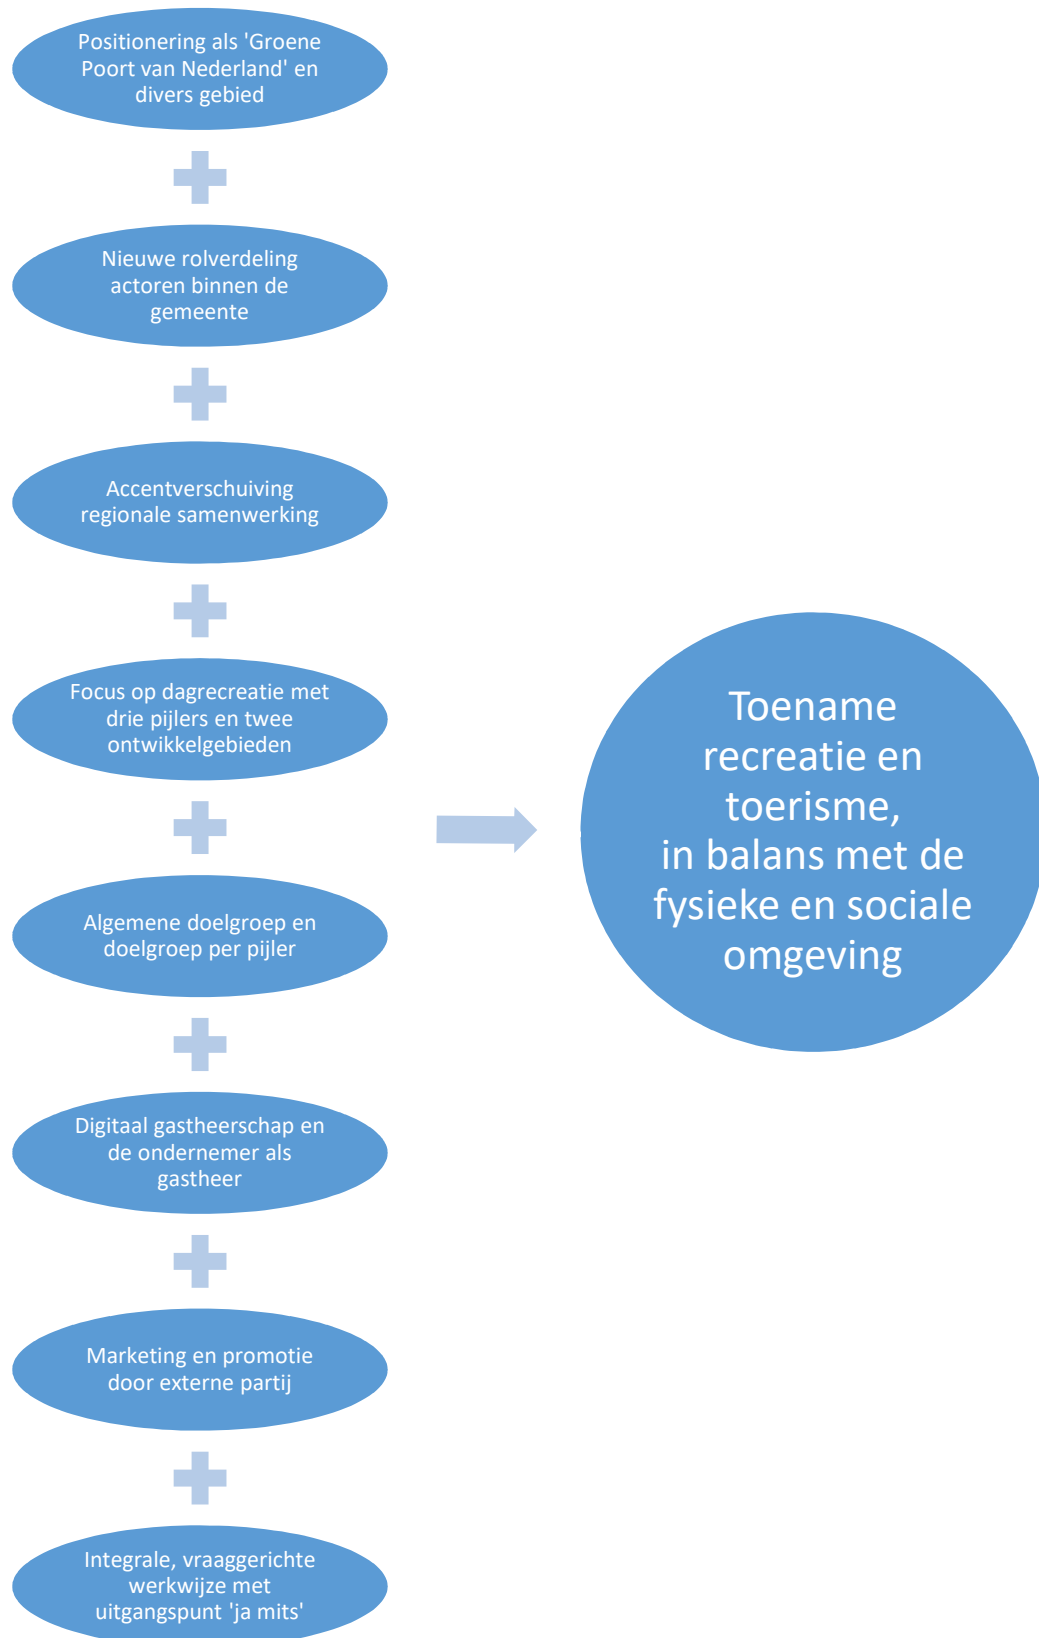 Positionering als 'Groene
Poort van Nederland' en
divers gebied
Nieuwe rolverdeling
actoren binnen de
gemeente
Accentverschuiving
regionale samenwerking
Focus op dagrecreatie met
drie pijlers en twee
ontwikkelgebieden
Algemene doelgroep en
doelgroep per pijler
Digitaal gastheerschap en
de ondernemer als
gastheer
Marketing en promotie
door externe partij
Integrale, vraaggerichte
werkwijze met
uitgangspunt 'ja mits'
Toename
recreatie en
toerisme,
in balans met de
fysieke en sociale
omgeving